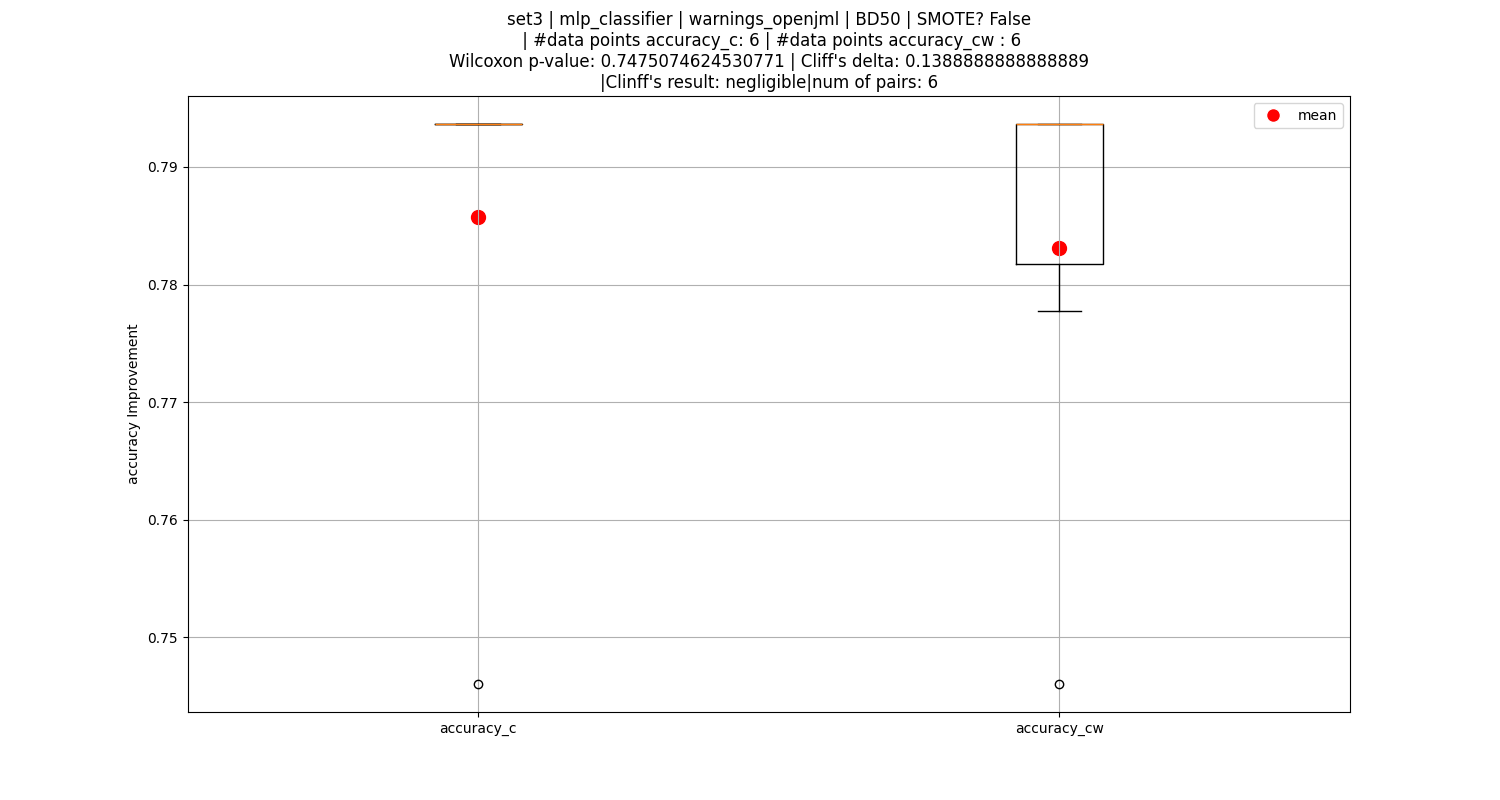 set3 | mlp_classifier | warnings_openjml | BD50 | SMOTE? False
| #data points accuracy_c: 6 | #data points accuracy_cw : 6
Wilcoxon p-value: 0.7475074624530771 | Cliff's delta: 0.1388888888888889
|Clinff's result: negligible|num of pairs: 6
mean
0.79
0.78
0.77
0.76
0.75
accuracy Improvement
accuracy_c
accuracy_cw